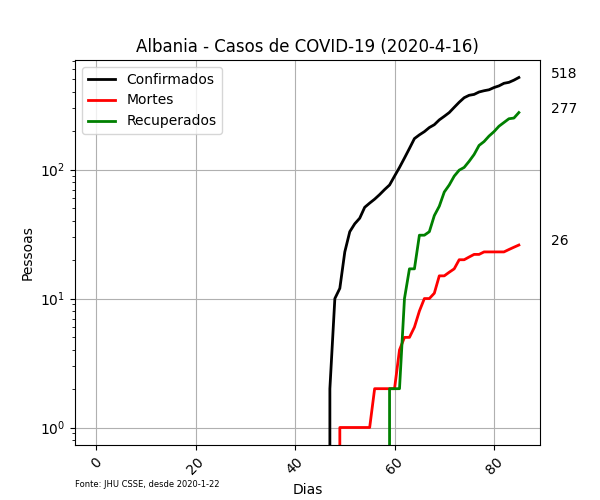 Albania - Casos de COVID-19 (2020-4-16)
Confirmados
Mortes
Recuperados
518
277
26
Pessoas
10²
10¹
10⁰
0
20
40
60
80
Dias
Fonte: JHU CSSE, desde 2020-1-22